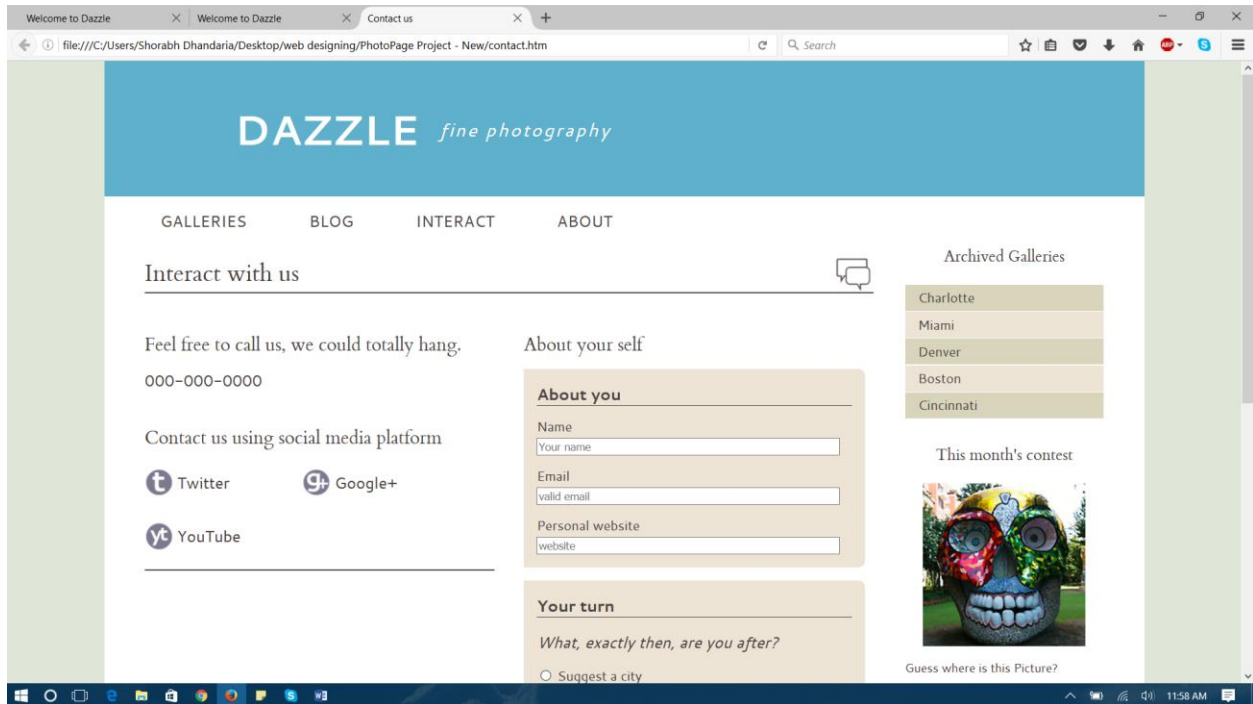 Welcome to Dazzle
Welcome to Dazzle
Contact us
file:///C:/Users/Shorabh Dhandaria/Desktop/web designing/PhotoPage Project - New/contact.htm
Search
ABP
DAZZLE fine photography
GALLERIES BLOG INTERACT ABOUT
Interact with us
Feel free to call us, we could totally hang.
000-000-0000
Contact us using social media platform
t Twitter
g+ Google+
yt YouTube
About your self
About you
Name
Your name
Email
valid email
Personal website
website
Your turn
What, exactly then, are you after?
Suggest a city
Archived Galleries
Charlotte
Miami
Denver
Boston
Cincinnati
This month's contest
Guess where is this Picture?
11:58 AM